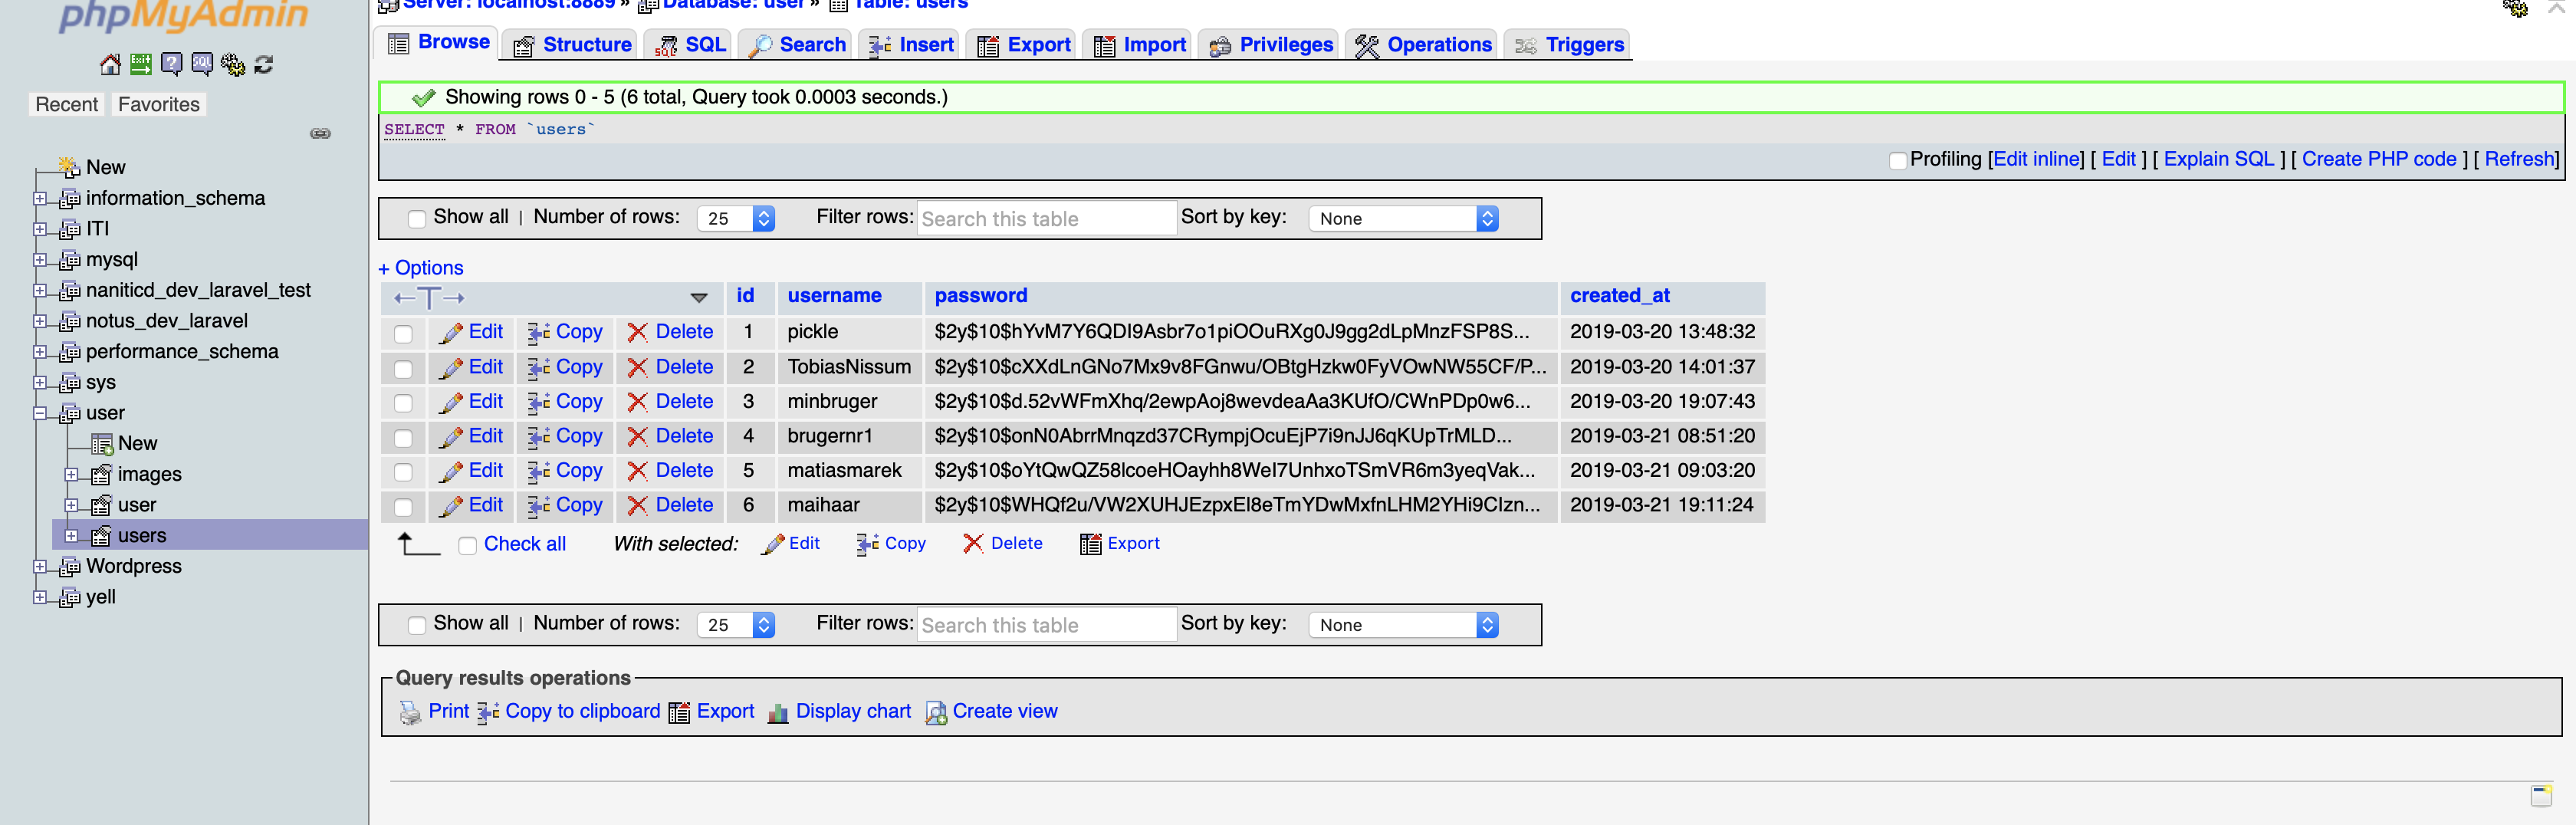 phpMyAdmin
Recent Favorites
New
information_schema
ITI
mysql
naniticd_dev_laravel_test
notus_dev_laravel
performance_schema
sys
user
New
images
user
users
Wordpress
yell
Server: localhost:8889 » Database: user » Table: users
Browse Structure SQL Search Insert Export Import Privileges Operations Triggers
Showing rows 0 - 5 (6 total, Query took 0.0003 seconds.)
SELECT * FROM `users`
Profiling [Edit inline] [ Edit ] [ Explain SQL ] [ Create PHP code ] [ Refresh]
Show all | Number of rows: 25 Filter rows: Search this table Sort by key: None
+ Options
←T→ id username password created_at
Edit Copy Delete 1 pickle $2y$10$hYvM7Y6QDI9Asbr7o1piOOuRXg0J9gg2dLpMnzFSP8S... 2019-03-20 13:48:32
Edit Copy Delete 2 TobiasNissum $2y$10$cXXdLnGNo7Mx9v8FGnwu/OBtgHzkw0FyVOwNW55CF/P... 2019-03-20 14:01:37
Edit Copy Delete 3 minbruger $2y$10$d.52vWFmXhq/2ewpAoj8wevdeaAa3KUfO/CWnPDp0w6... 2019-03-20 19:07:43
Edit Copy Delete 4 brugernr1 $2y$10$onN0AbrrMnqzd37CRympjOcuEjP7i9nJJ6qKUpTrMLD... 2019-03-21 08:51:20
Edit Copy Delete 5 matiasmarek $2y$10$oYtQwQZ58lcoeHOayhh8Wel7UnhxoTSmVR6m3yeqVak... 2019-03-21 09:03:20
Edit Copy Delete 6 maihaar $2y$10$WHQf2u/VW2XUHJEzpxEl8eTmYDwMxfnLHM2YHi9CIzn... 2019-03-21 19:11:24
Check all With selected: Edit Copy Delete Export
Show all | Number of rows: 25 Filter rows: Search this table Sort by key: None
Query results operations
Print Copy to clipboard Export Display chart Create view